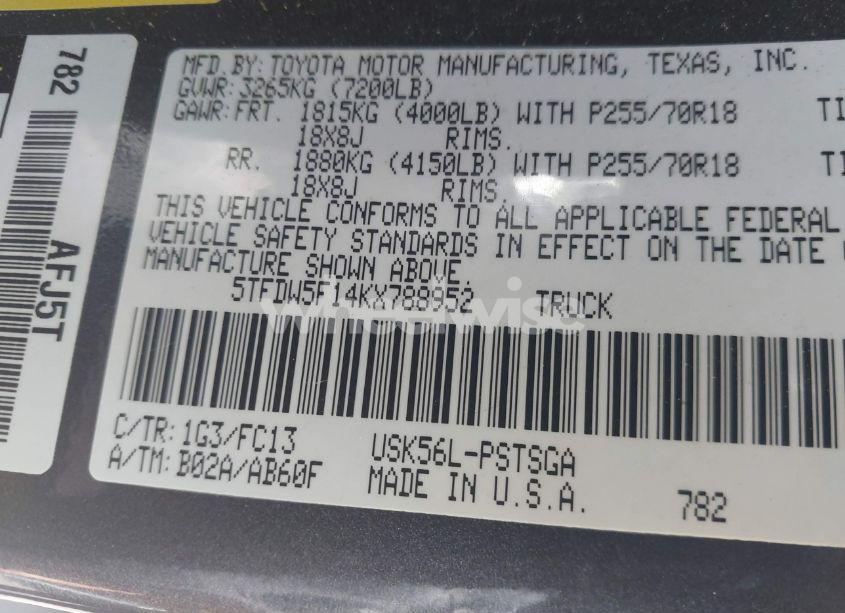 782
AFJ5T
MFD.BY:TOYOTA MOTOR MANUFACTURING, TEXAS, INC.
GVWR:3265KG (7200LB)
GAWR:FRT. 1815KG (4000LB) WITH P255/70R18 TI
18X8J RIMS.
RR. 1880KG (4150LB) WITH P255/70R18 TI
18X8J RIMS.
THIS VEHICLE CONFORMS TO ALL APPLICABLE FEDERAL
VEHICLE SAFETY STANDARDS IN EFFECT ON THE DATE
MANUFACTURE SHOWN ABOVE.
5TFDW5F14KX788952 TRUCK
wheelwise
C/TR:1G3/FC13 USK56L-PSTSGA
A/TM:B02A/AB60F MADE IN U.S.A. 782